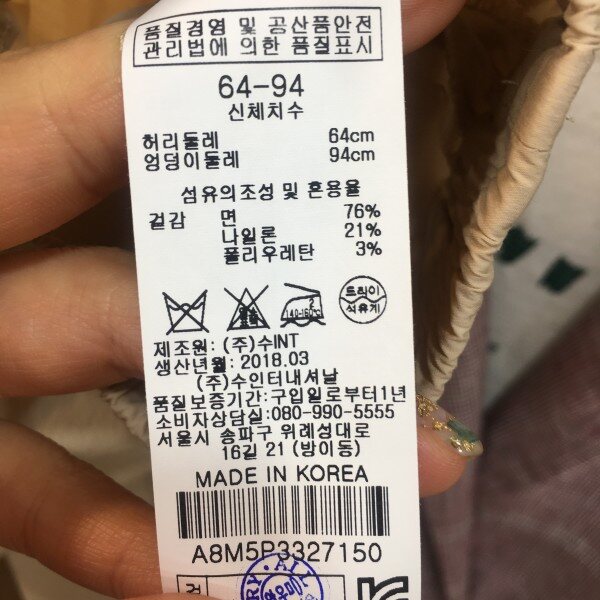 품질경영 및 공산품안전
관리법에 의한 품질표시
64-94
신체치수
허리둘레 64cm
엉덩이둘레 94cm
섬유의조성 및 혼용율
겉감 면 76%
나일론 21%
폴리우레탄 3%
2
140-160℃
드라이
석유계
제조원: (주)수INT
생산년월: 2018.03
(주)수인터내셔날
품질보증기간:구입일로부터1년
소비자상담실:080-990-5555
서울시 송파구 위례성대로
16길 21 (방이동)
MADE IN KOREA
A8M5P3327150